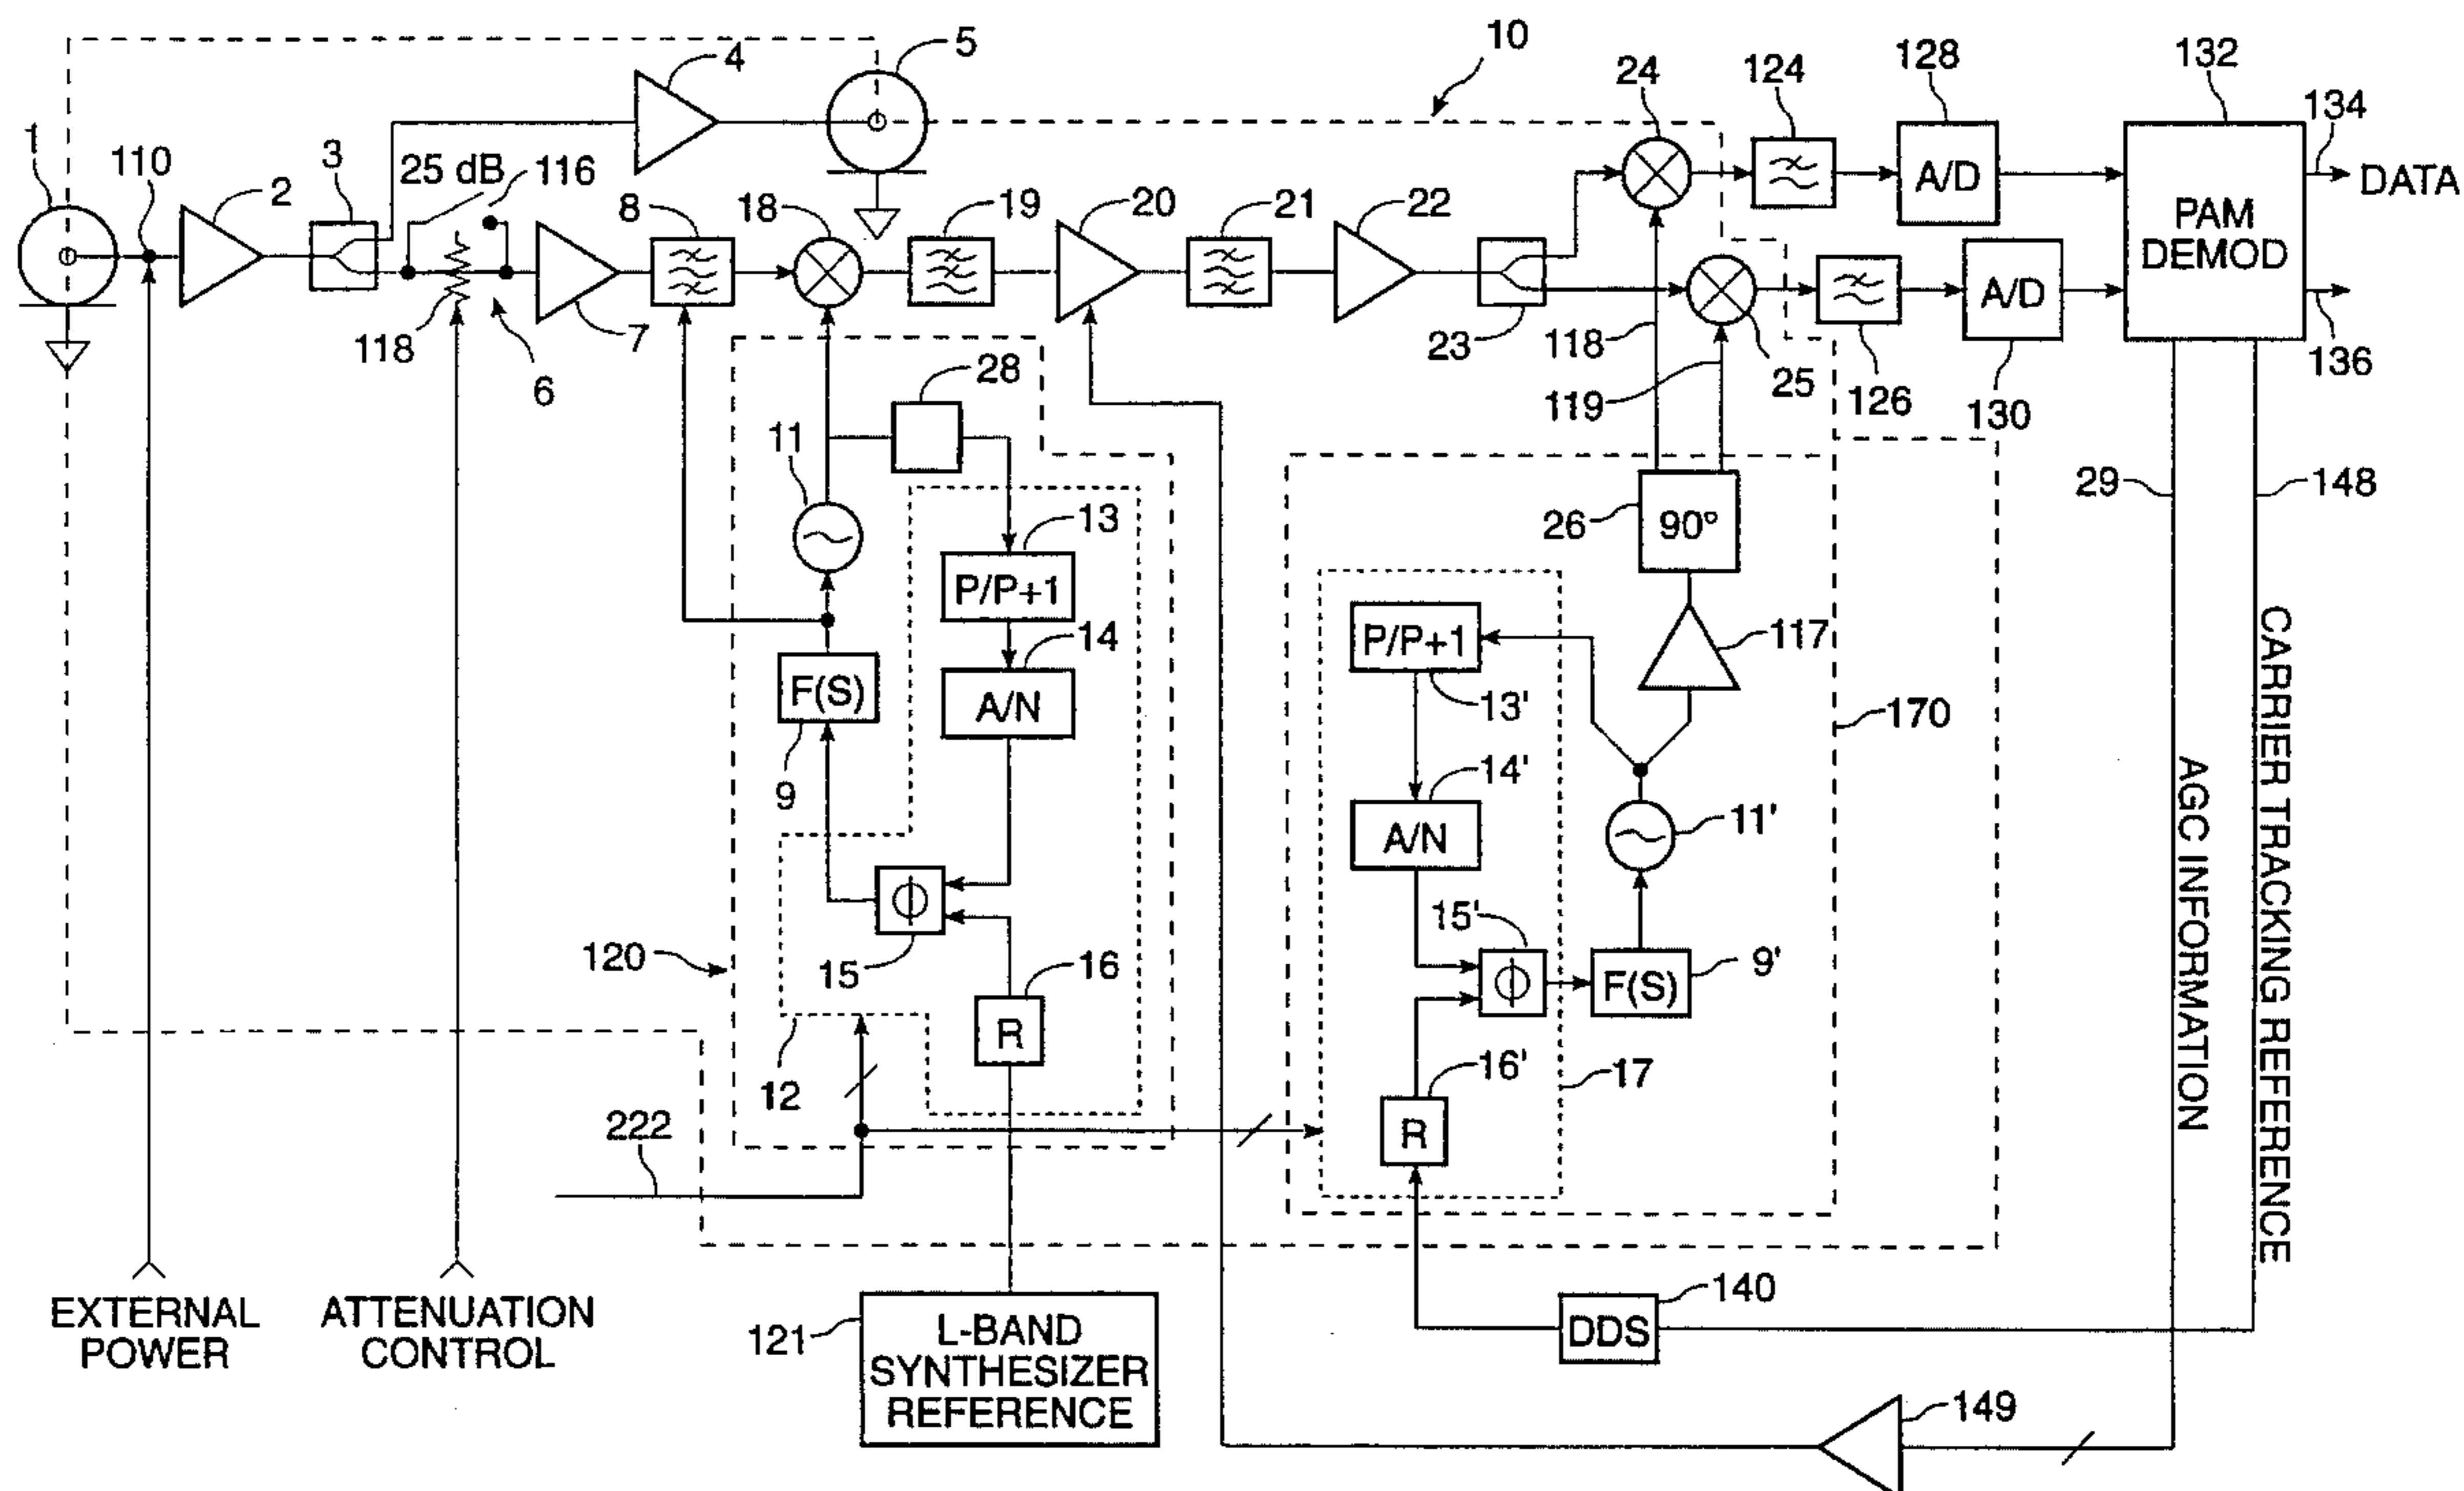 10
5
4
24
124
128
132
134
1
110
3
25 dB
116
2
8
18
19
20
21
22
A/D
DATA
PAM
DEMOD
A/D
118
7
6
23
118
25
136
28
119
126
130
11
29
148
13
26
90°
P/P+1
14
P/P+1
117
F(S)
A/N
13'
170
9
14'
A/N
11'
ϕ
15'
120
15
16
ϕ
F(S)
9'
R
12
16'
17
222
R
AGC INFORMATION
CARRIER TRACKING REFERENCE
EXTERNAL
POWER
ATTENUATION
CONTROL
121
L-BAND
SYNTHESIZER
REFERENCE
140
DDS
149